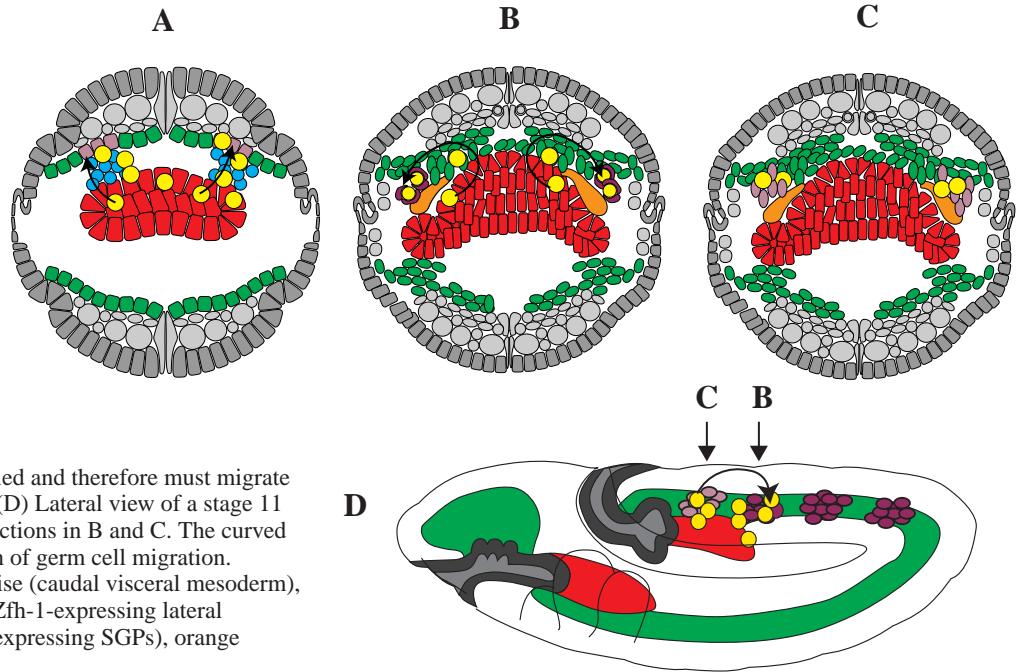 A
B
C
C B
D
ied and therefore must migrate
(D) Lateral view of a stage 11
ctions in B and C. The curved
n of germ cell migration.
ise (caudal visceral mesoderm),
Zfh-1-expressing lateral
expressing SGPs), orange